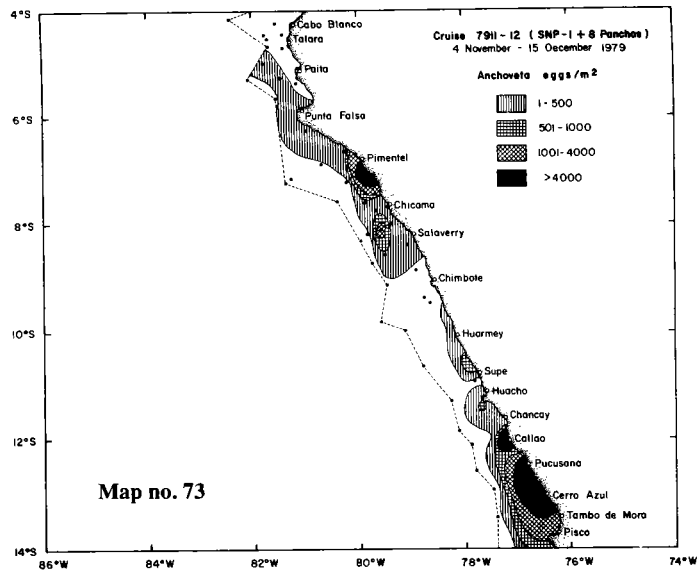 4°S
Cabo Blanco
Talara
Paita
6°S
Punta Falsa
Pimentel
Chicama
8°S
Salaverry
Chimbote
10°S
Huarmey
Supe
Huacho
Chancay
12°S
Callao
Pucusana
Cerro Azul
Tambo de Mora
Pisco
14°S
86°W
84°W
82°W
80°W
78°W
76°W
74°W
Cruise 7911-12 (SNP-1 + 8 Panchos)
4 November - 15 December 1979
Anchoveta eggs/m²
1-500
501-1000
1001-4000
>4000
Map no. 73